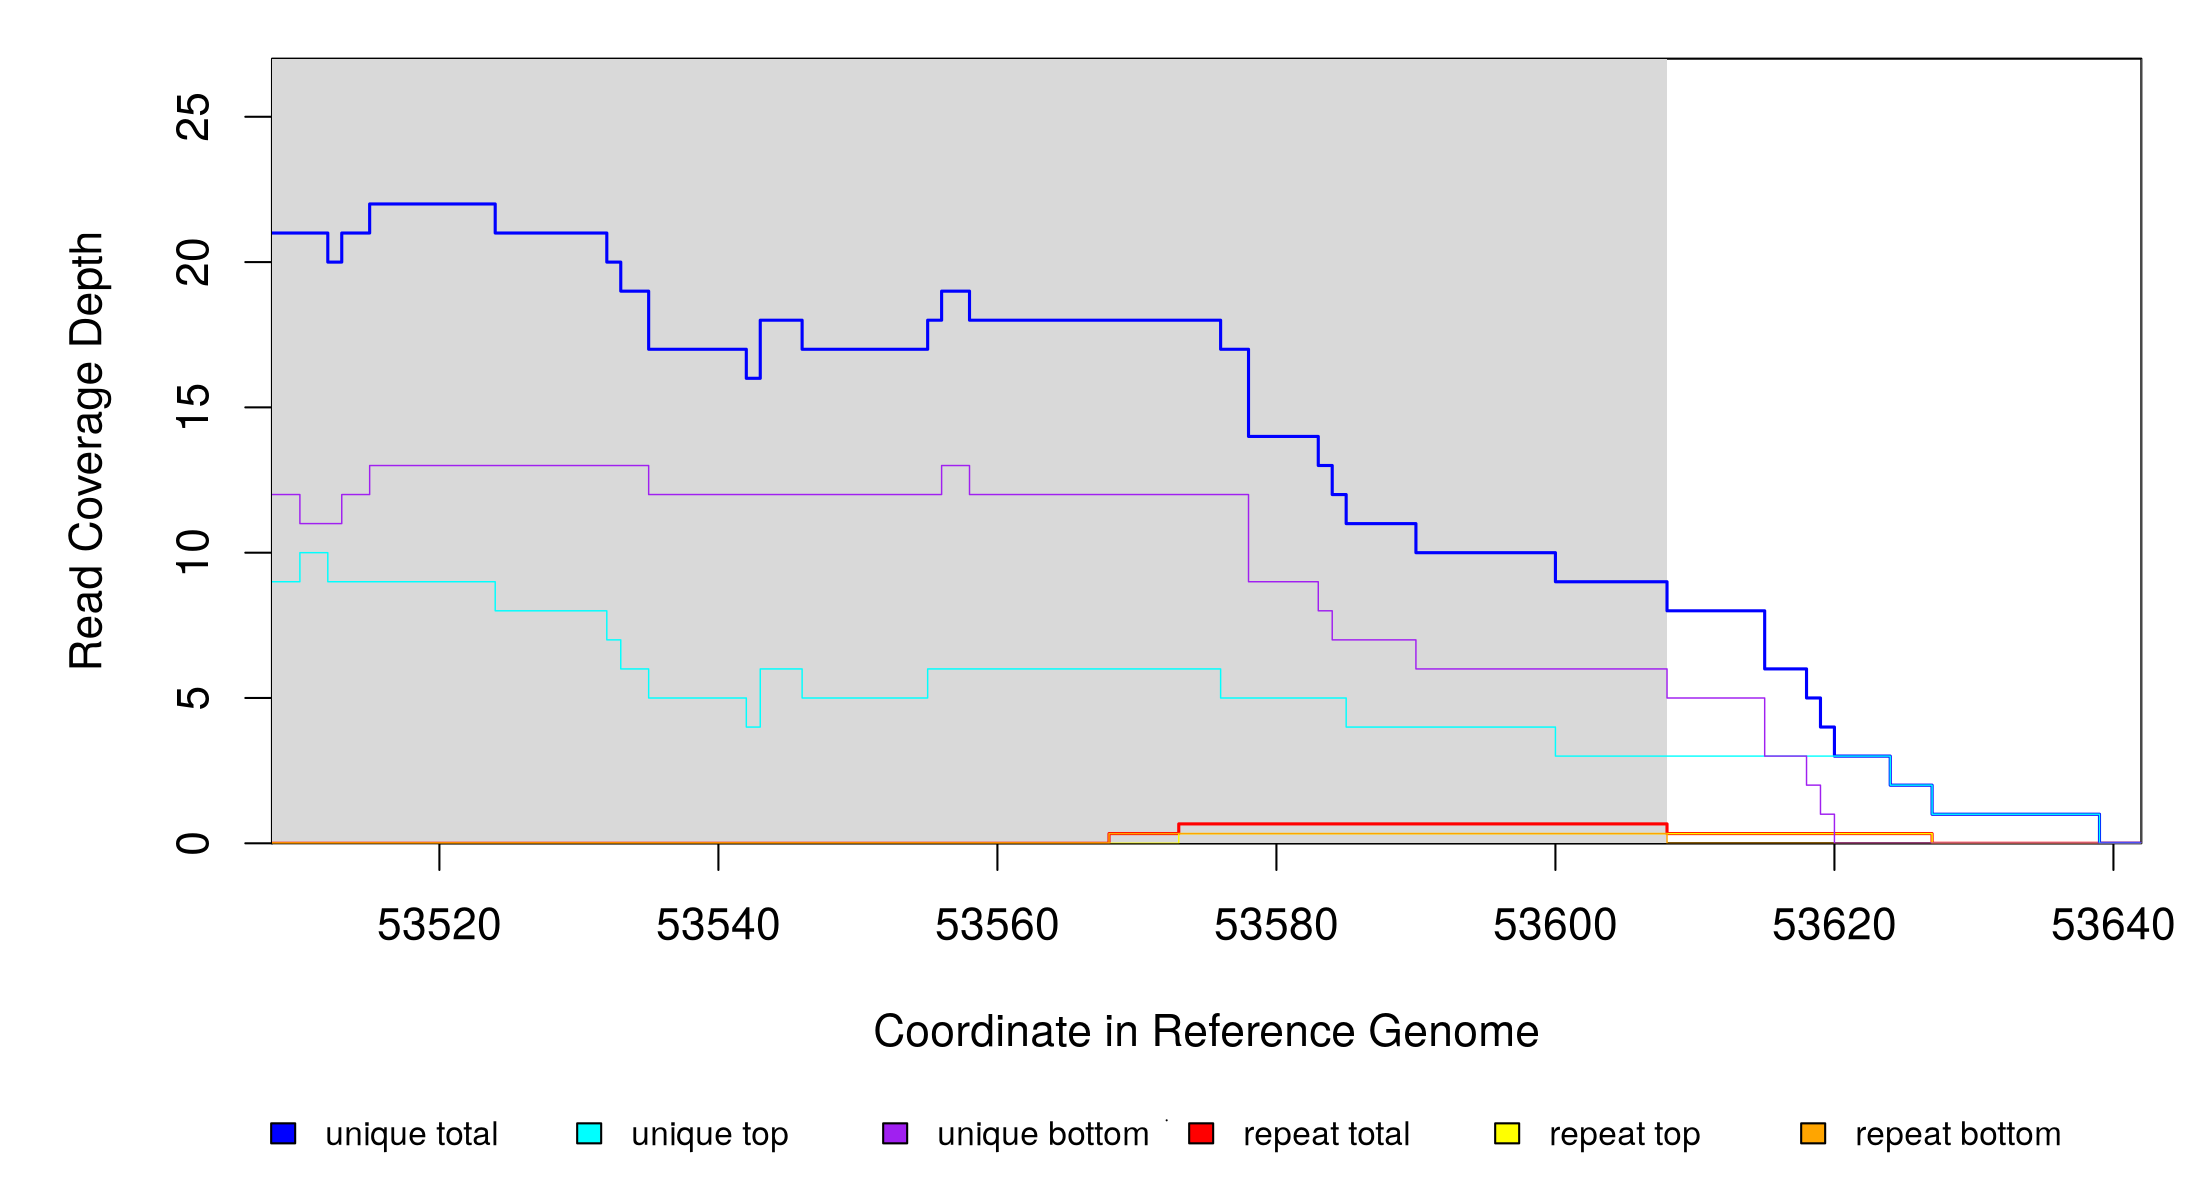 25
20
15
10
5
0
Read Coverage Depth
53520 53540 53560 53580 53600 53620 53640
Coordinate in Reference Genome
unique total unique top unique bottom repeat total repeat top repeat bottom